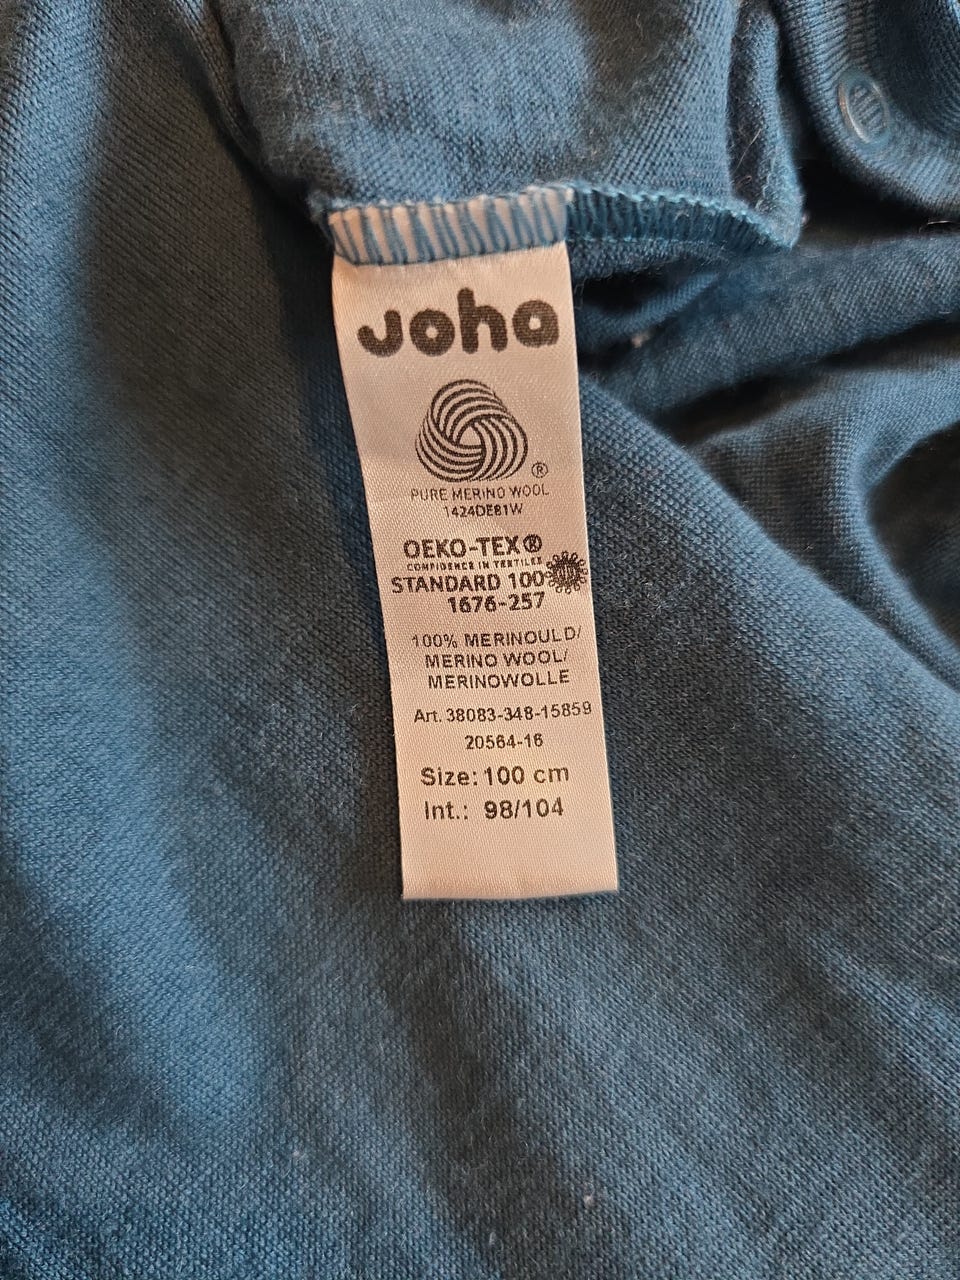 Joha
®
PURE MERINO WOOL
1424DE81W
OEKO-TEX®
CONFIDENCE IN TEXTILES
STANDARD 100
1676-257
100% MERINOULD/
MERINO WOOL/
MERINOWOLLE
Art. 38083-348-15859
20564-16
Size: 100 cm
Int.: 98/104